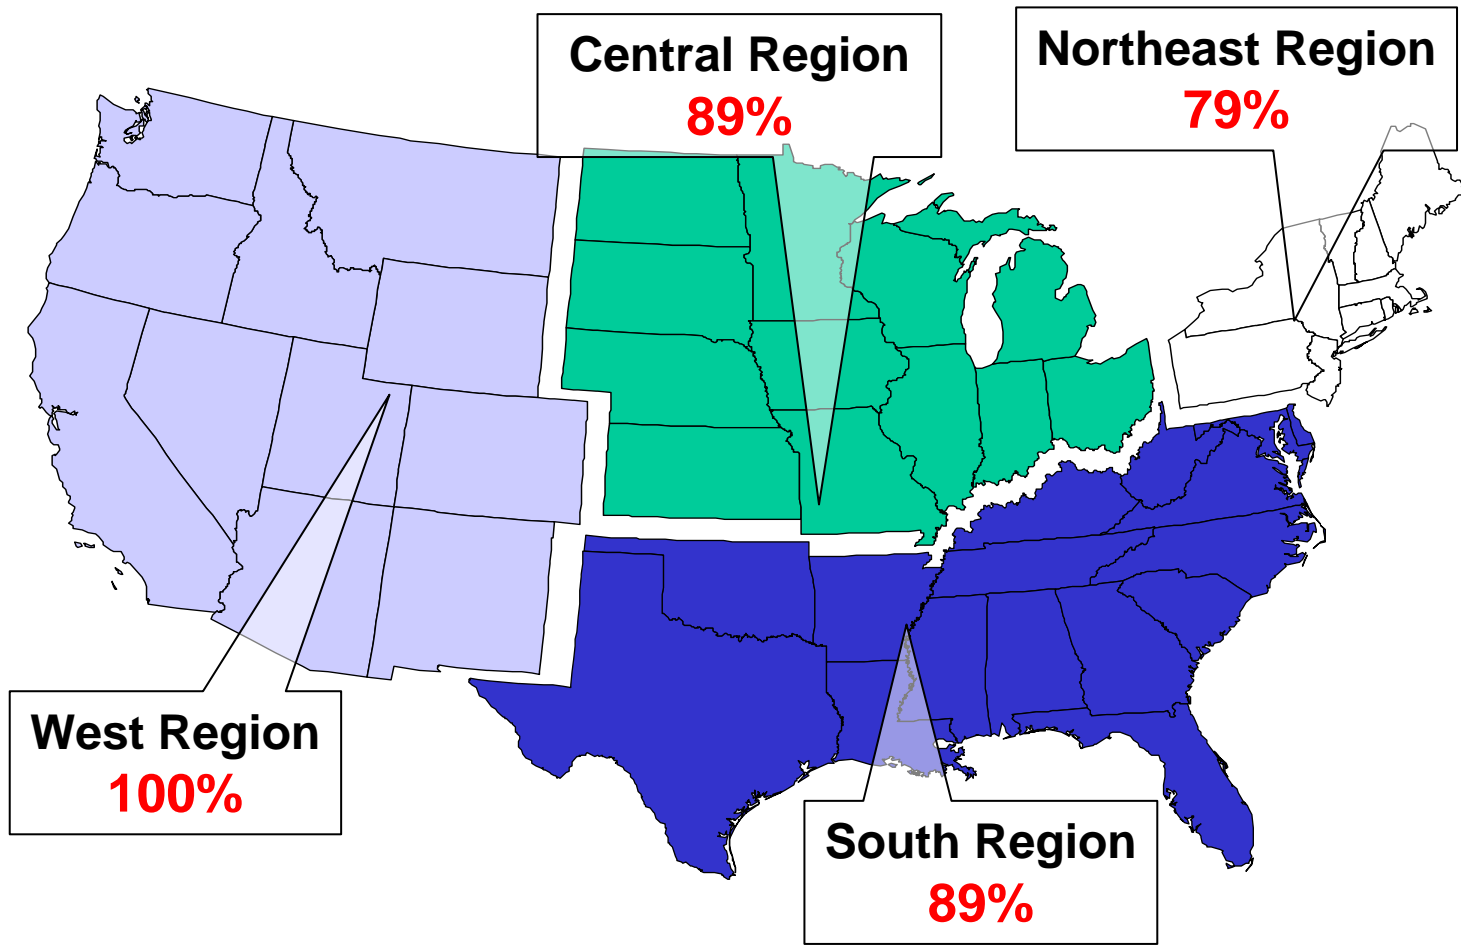 Central Region
89%
Northeast Region
79%
West Region
100%
South Region
89%